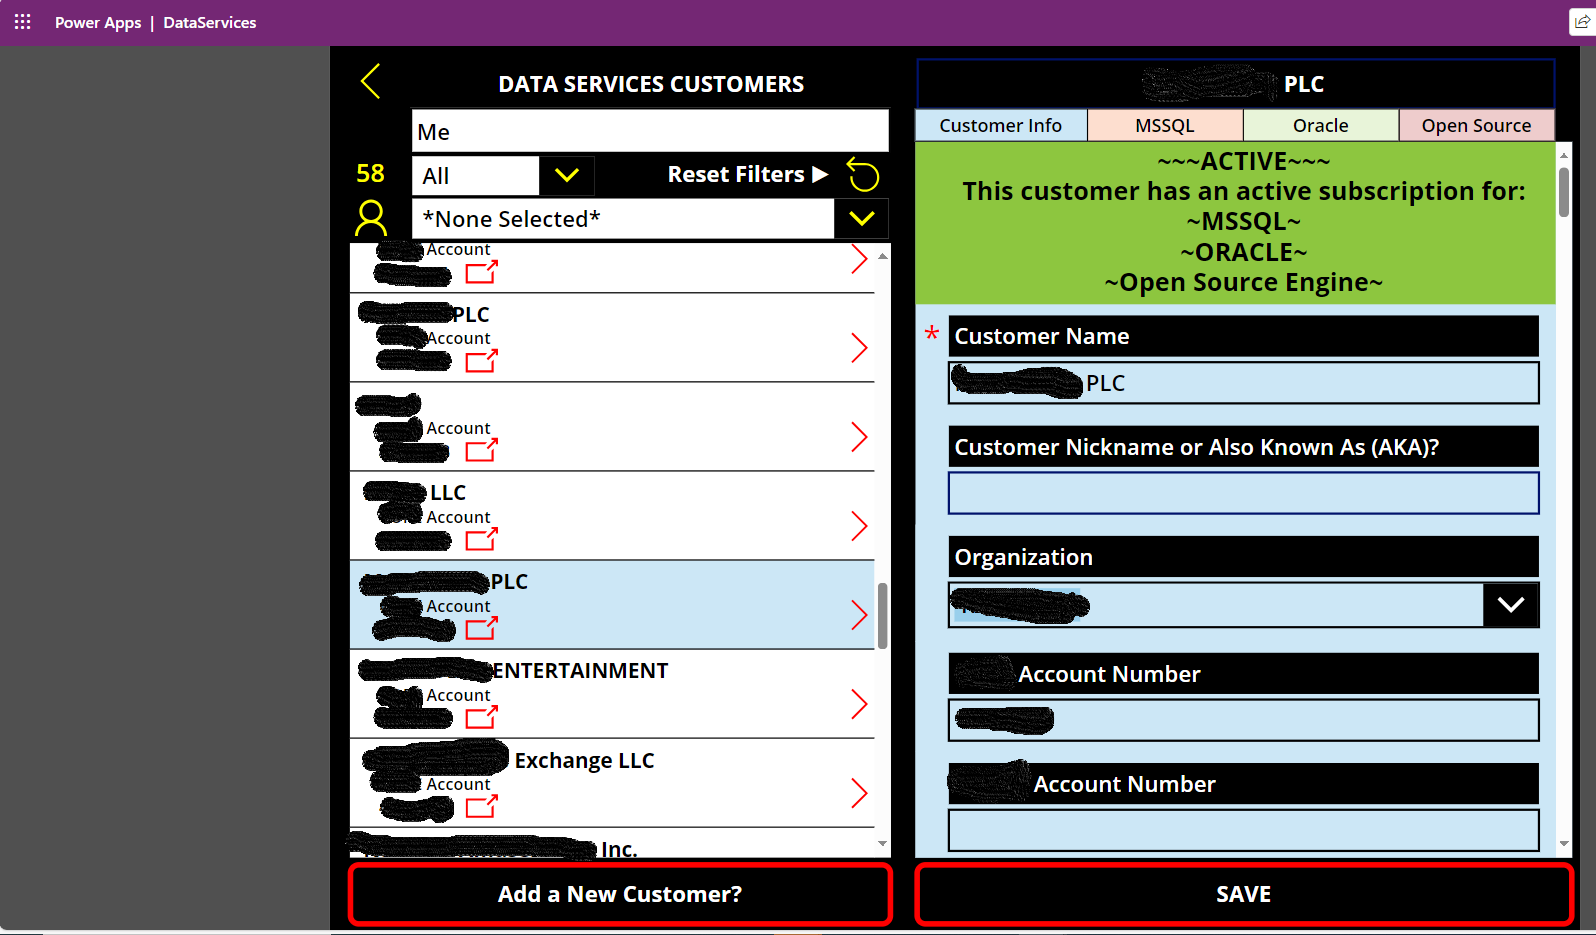 Power Apps | DataServices
DATA SERVICES CUSTOMERS
Me
58
All
Reset Filters ▶
*None Selected*
Account
PLC
Account
Account
LLC
Account
PLC
Account
ENTERTAINMENT
Account
Exchange LLC
Account
Inc.
Add a New Customer?
PLC
Customer Info
MSSQL
Oracle
Open Source
~~~ACTIVE~~~
This customer has an active subscription for:
~MSSQL~
~ORACLE~
~Open Source Engine~
* Customer Name
PLC
Customer Nickname or Also Known As (AKA)?
Organization
Account Number
Account Number
SAVE